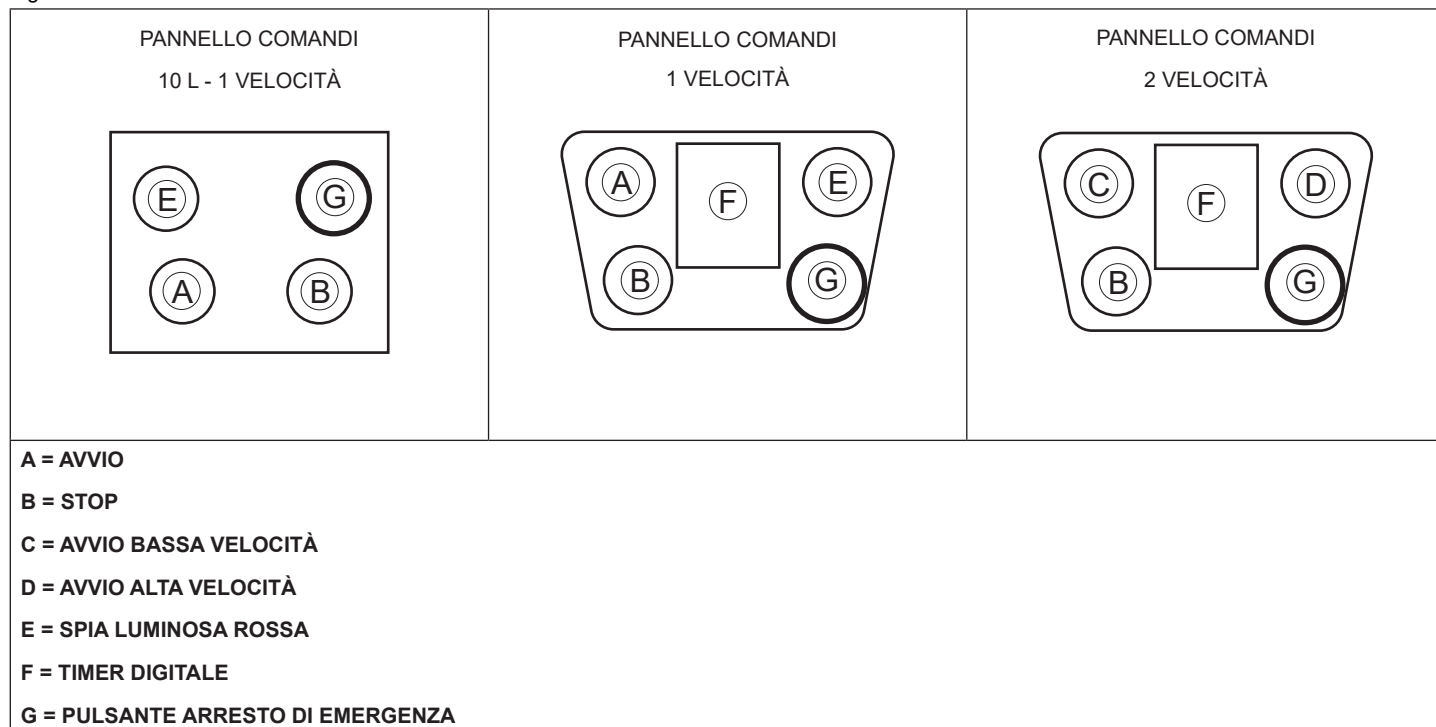 PANNELLO COMANDI
10 L - 1 VELOCITÀ
E
G
A
B
PANNELLO COMANDI
1 VELOCITÀ
A
F
E
B
G
PANNELLO COMANDI
2 VELOCITÀ
C
F
D
B
G
A = AVVIO
B = STOP
C = AVVIO BASSA VELOCITÀ
D = AVVIO ALTA VELOCITÀ
E = SPIA LUMINOSA ROSSA
F = TIMER DIGITALE
G = PULSANTE ARRESTO DI EMERGENZA